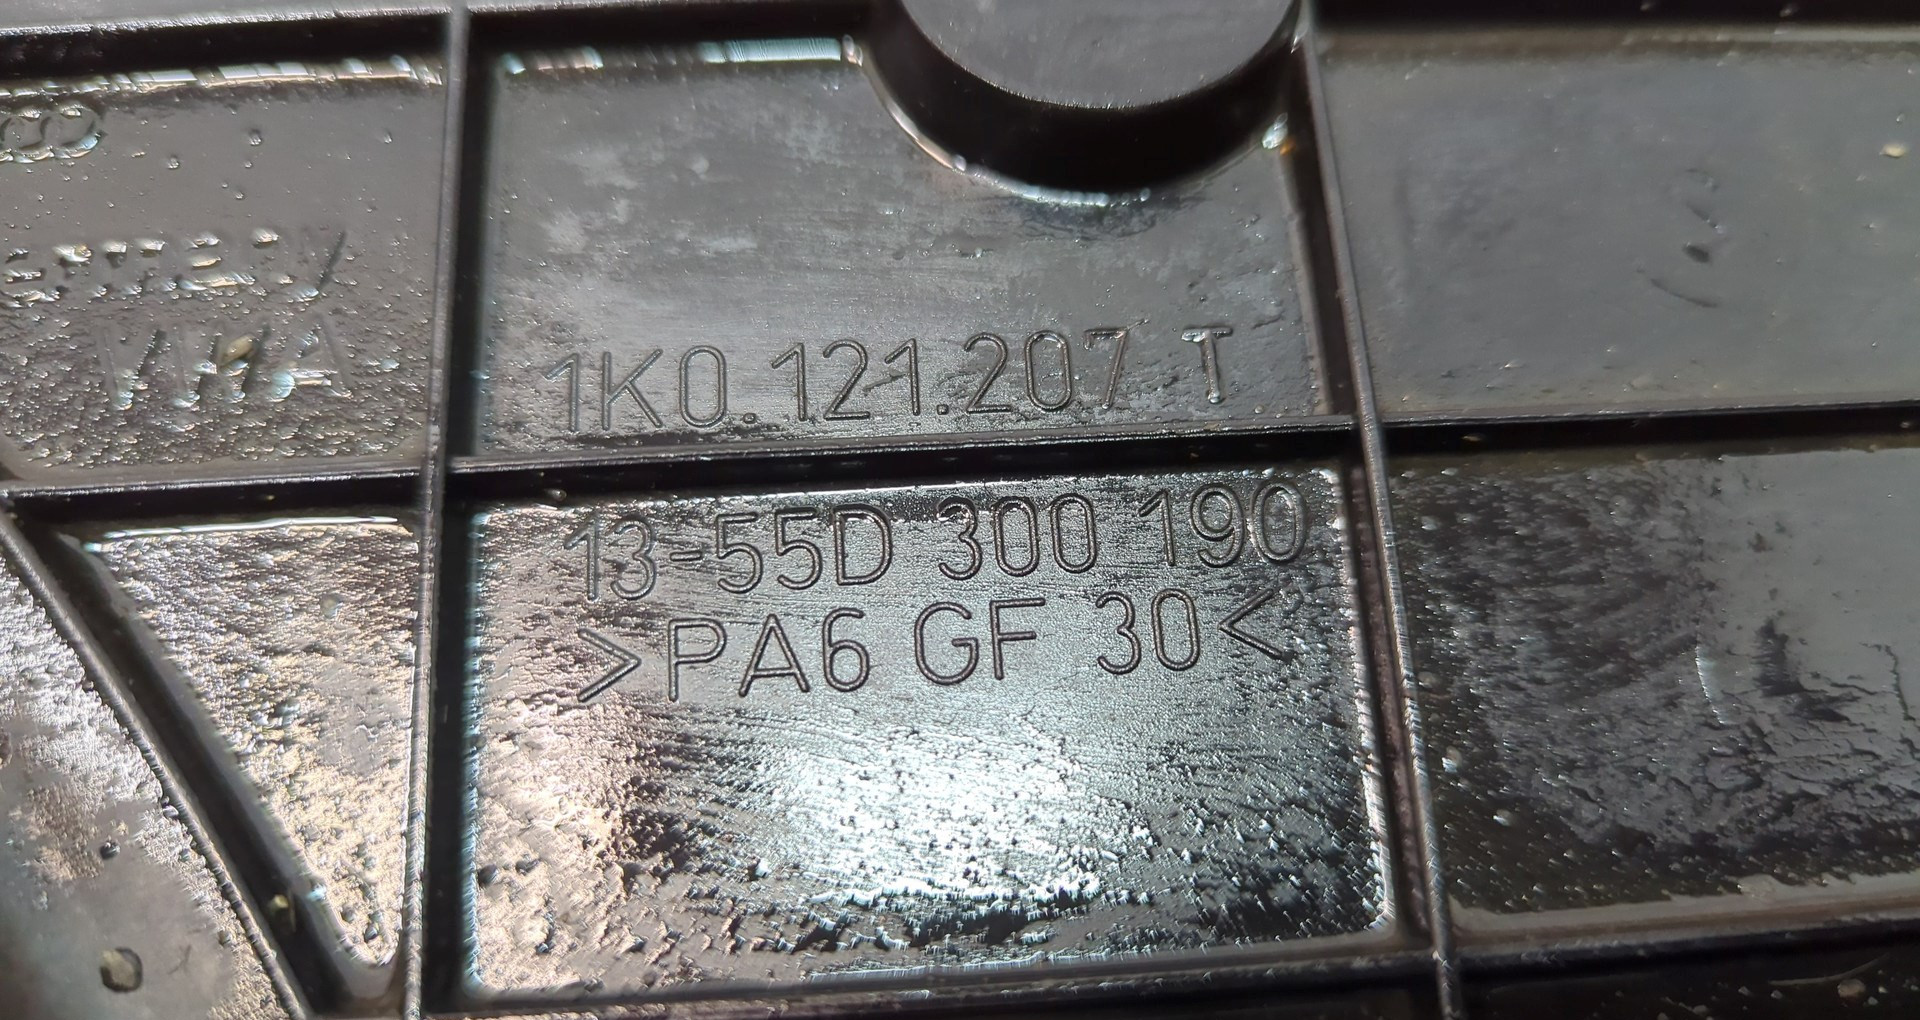 1K0.121.207 T
13-55D 300 190
>PA6 GF 30<